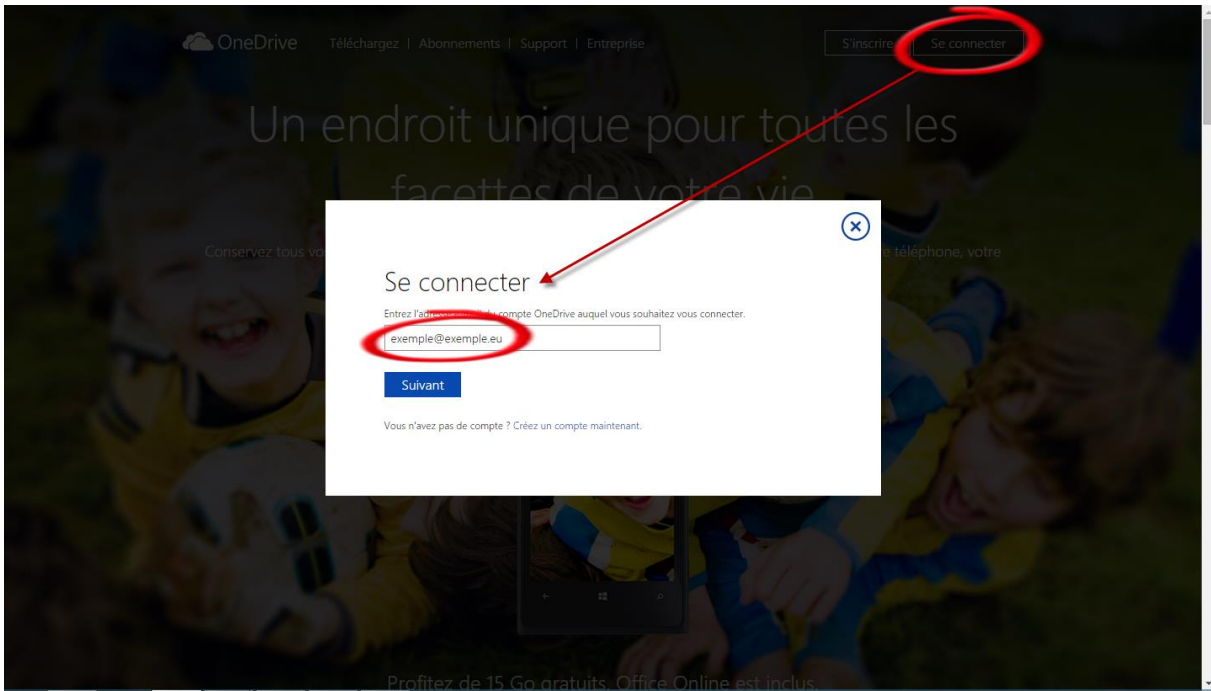 OneDrive Téléchargez | Abonnements | Support | Entreprise S'inscrire Se connecter
Un endroit unique pour toutes les
facettes de votre vie
Conservez tous vo
e téléphone, votre
Se connecter
Entrez l'adresse du compte OneDrive auquel vous souhaitez vous connecter.
exemple@exemple.eu
Suivant
Vous n'avez pas de compte ? Créez un compte maintenant.
Profitez de 15 Go gratuits. Office Online est inclus.